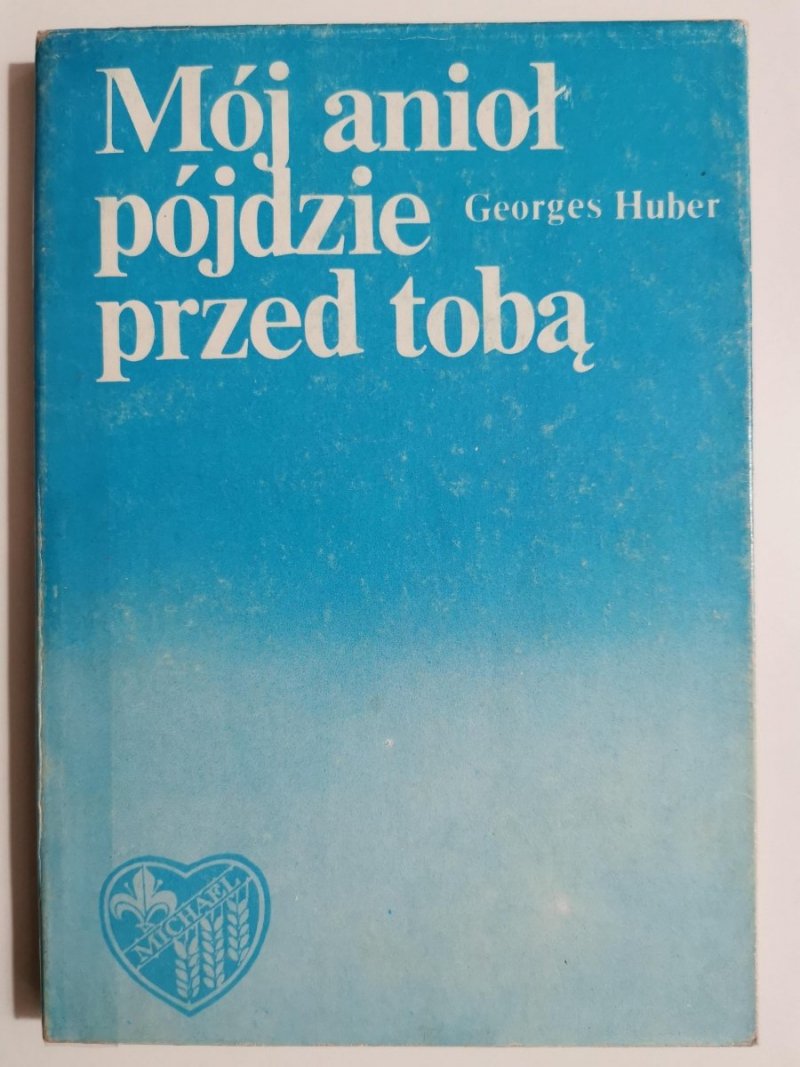 Mój anioł
pójdzie
Georges Huber
przed tobą
MICHAEL